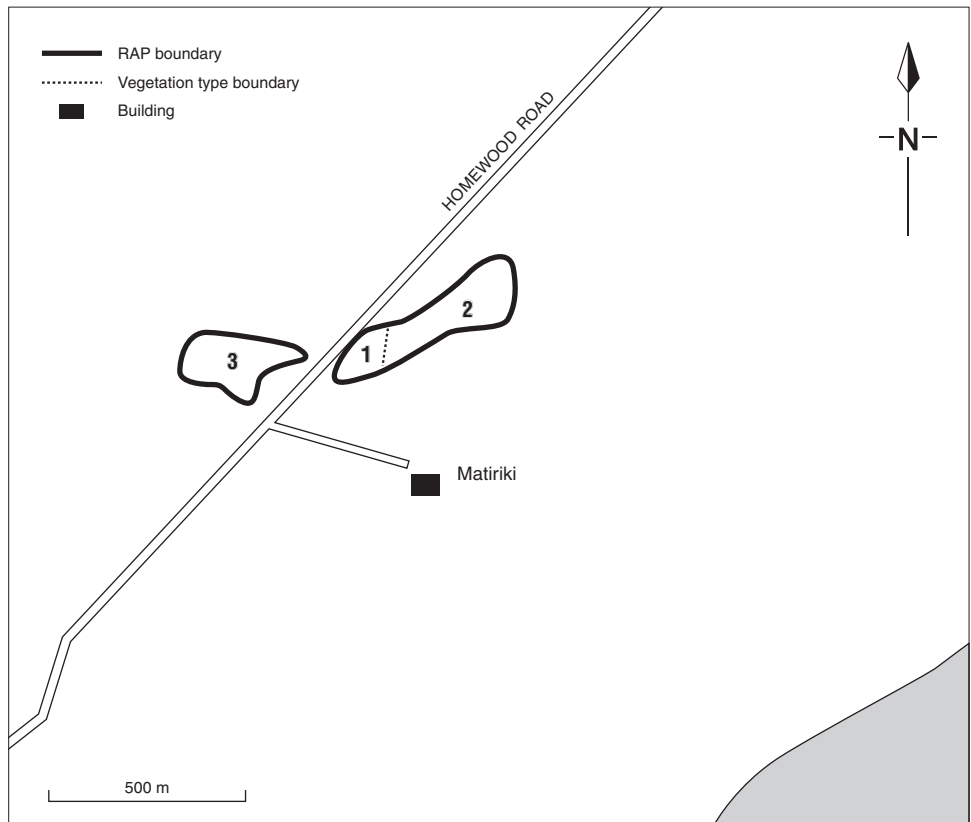 RAP boundary
Vegetation type boundary
Building
HOMEWOOD ROAD
N
2
1
3
Matiriki
500 m